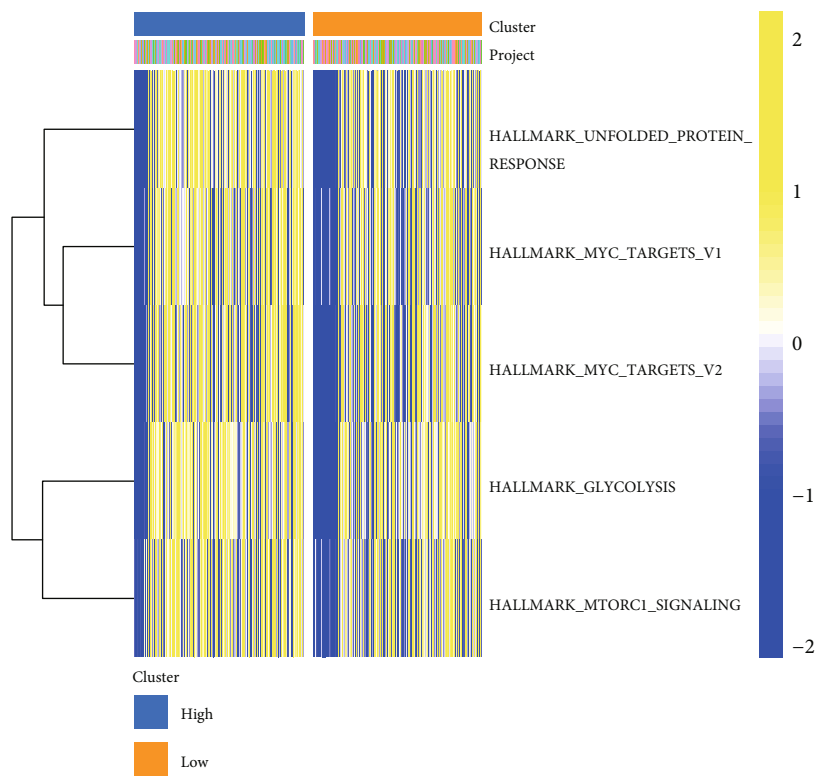 Cluster
Project
HALLMARK_UNFOLDED_PROTEIN_
RESPONSE
HALLMARK_MYC_TARGETS_V1
HALLMARK_MYC_TARGETS_V2
HALLMARK_GLYCOLYSIS
HALLMARK_MTORC1_SIGNALING
2
1
0
−1
−2
Cluster
High
Low